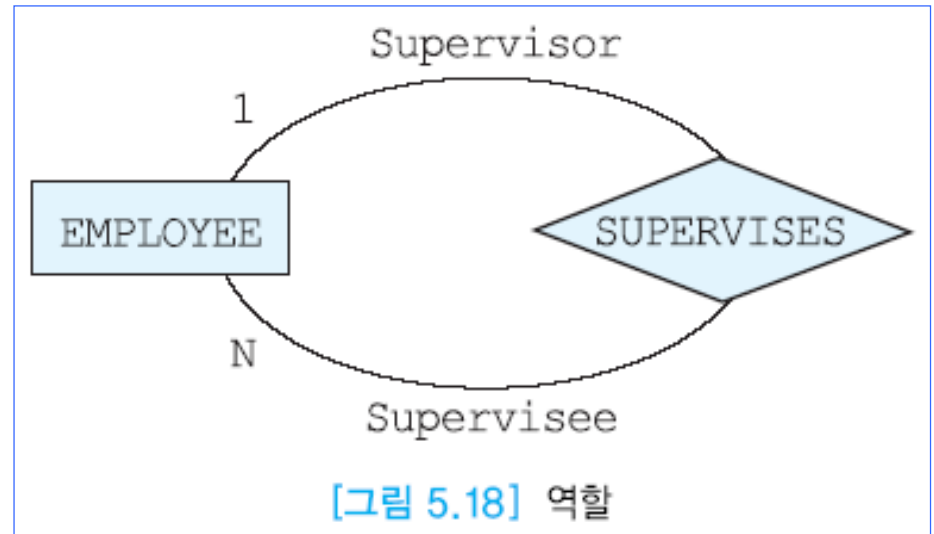 Supervisor
1
EMPLOYEE
SUPERVISES
N
Supervisee
[그림 5.18] 역할